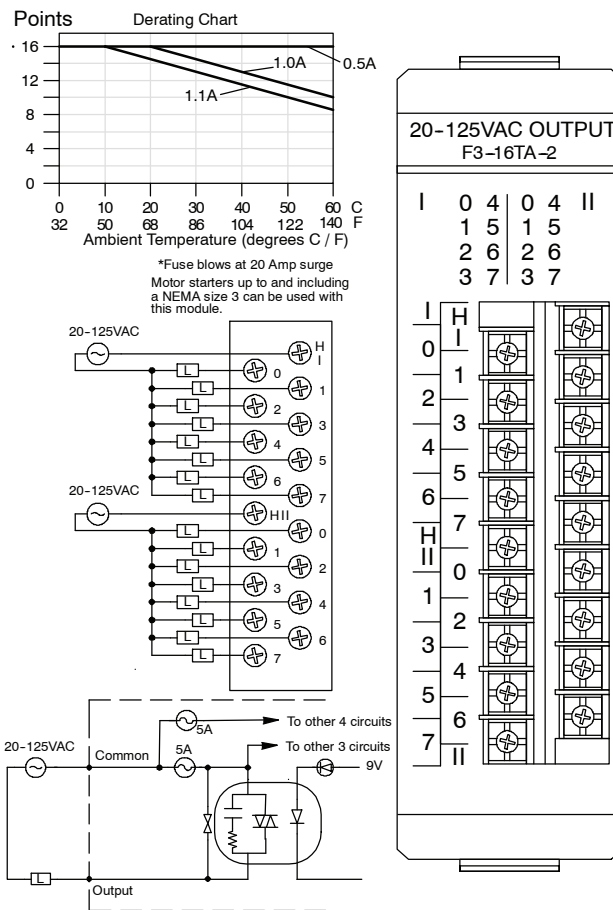 Points
Derating Chart
16
12
8
4
0
1.0A
0.5A
1.1A
0 10 20 30 40 50 60 C
32 50 68 86 104 122 140 F
Ambient Temperature (degrees C / F)
*Fuse blows at 20 Amp surge
Motor starters up to and including
a NEMA size 3 can be used with
this module.
20-125VAC
H
I
L
0
L
1
L
2
L
3
L
4
L
5
L
6
L
7
20-125VAC
HII
L
0
L
1
L
2
L
3
L
4
L
5
L
6
L
7
5A
To other 4 circuits
20-125VAC
Common
5A
To other 3 circuits
9V
L
Output
20-125VAC OUTPUT
F3-16TA-2
I 0 4 0 4 II
1 5 1 5
2 6 2 6
3 7 3 7
I
H
I
0
1
2
3
4
5
6
7
H
II
0
1
2
3
4
5
6
7
II